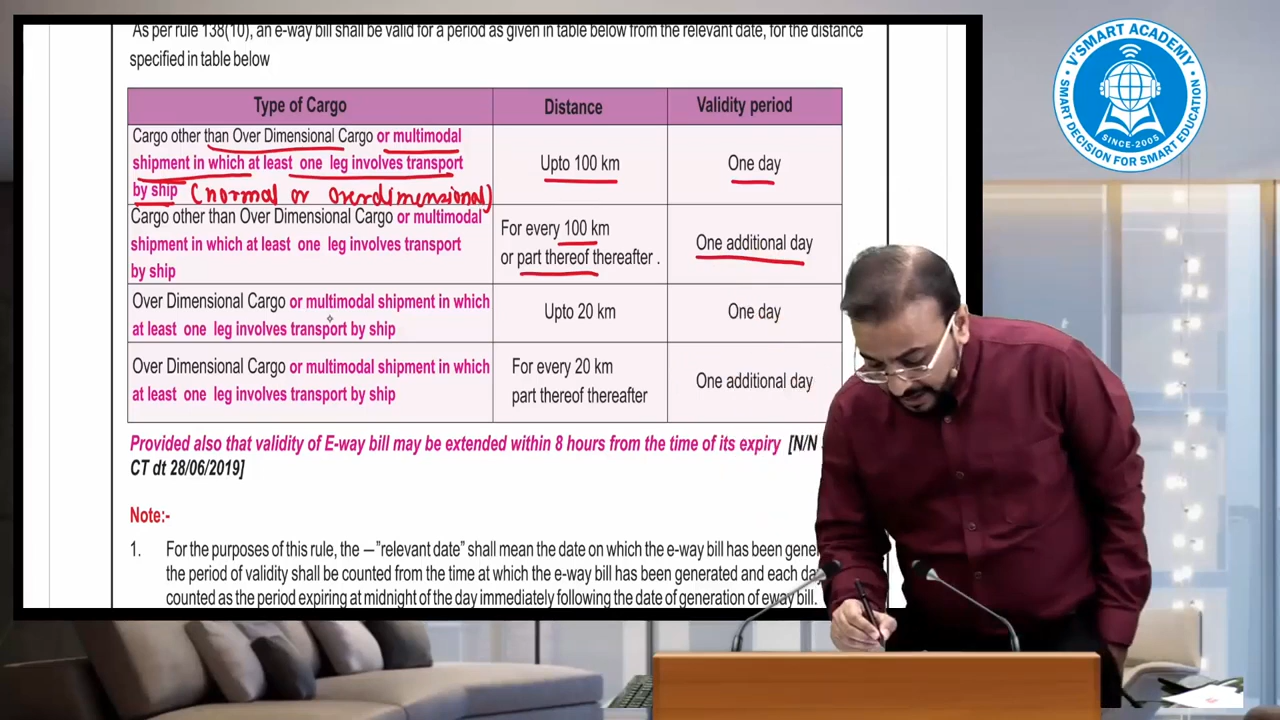 As per rule 138(10), an e-way bill shall be valid for a period as given in table below from the relevant date, for the distance
specified in table below
Type of Cargo
Distance
Validity period
Cargo other than Over Dimensional Cargo or multimodal
shipment in which at least one leg involves transport
by ship (normal or overdimensional)
Upto 100 km
One day
Cargo other than Over Dimensional Cargo or multimodal
shipment in which at least one leg involves transport
by ship
For every 100 km
or part thereof thereafter .
One additional day
Over Dimensional Cargo or multimodal shipment in which
at least one leg involves transport by ship
Upto 20 km
One day
Over Dimensional Cargo or multimodal shipment in which
at least one leg involves transport by ship
For every 20 km
part thereof thereafter
One additional day
Provided also that validity of E-way bill may be extended within 8 hours from the time of its expiry [N/N
CT dt 28/06/2019]
Note:-
1. For the purposes of this rule, the —"relevant date" shall mean the date on which the e-way bill has been
the period of validity shall be counted from the time at which the e-way bill has been generated and each
counted as the period expiring at midnight of the day immediately following the date of generation of eway bill.
V'SMART ACADEMY
SMART DECISION FOR SMART EDUCATION
SINCE-2005